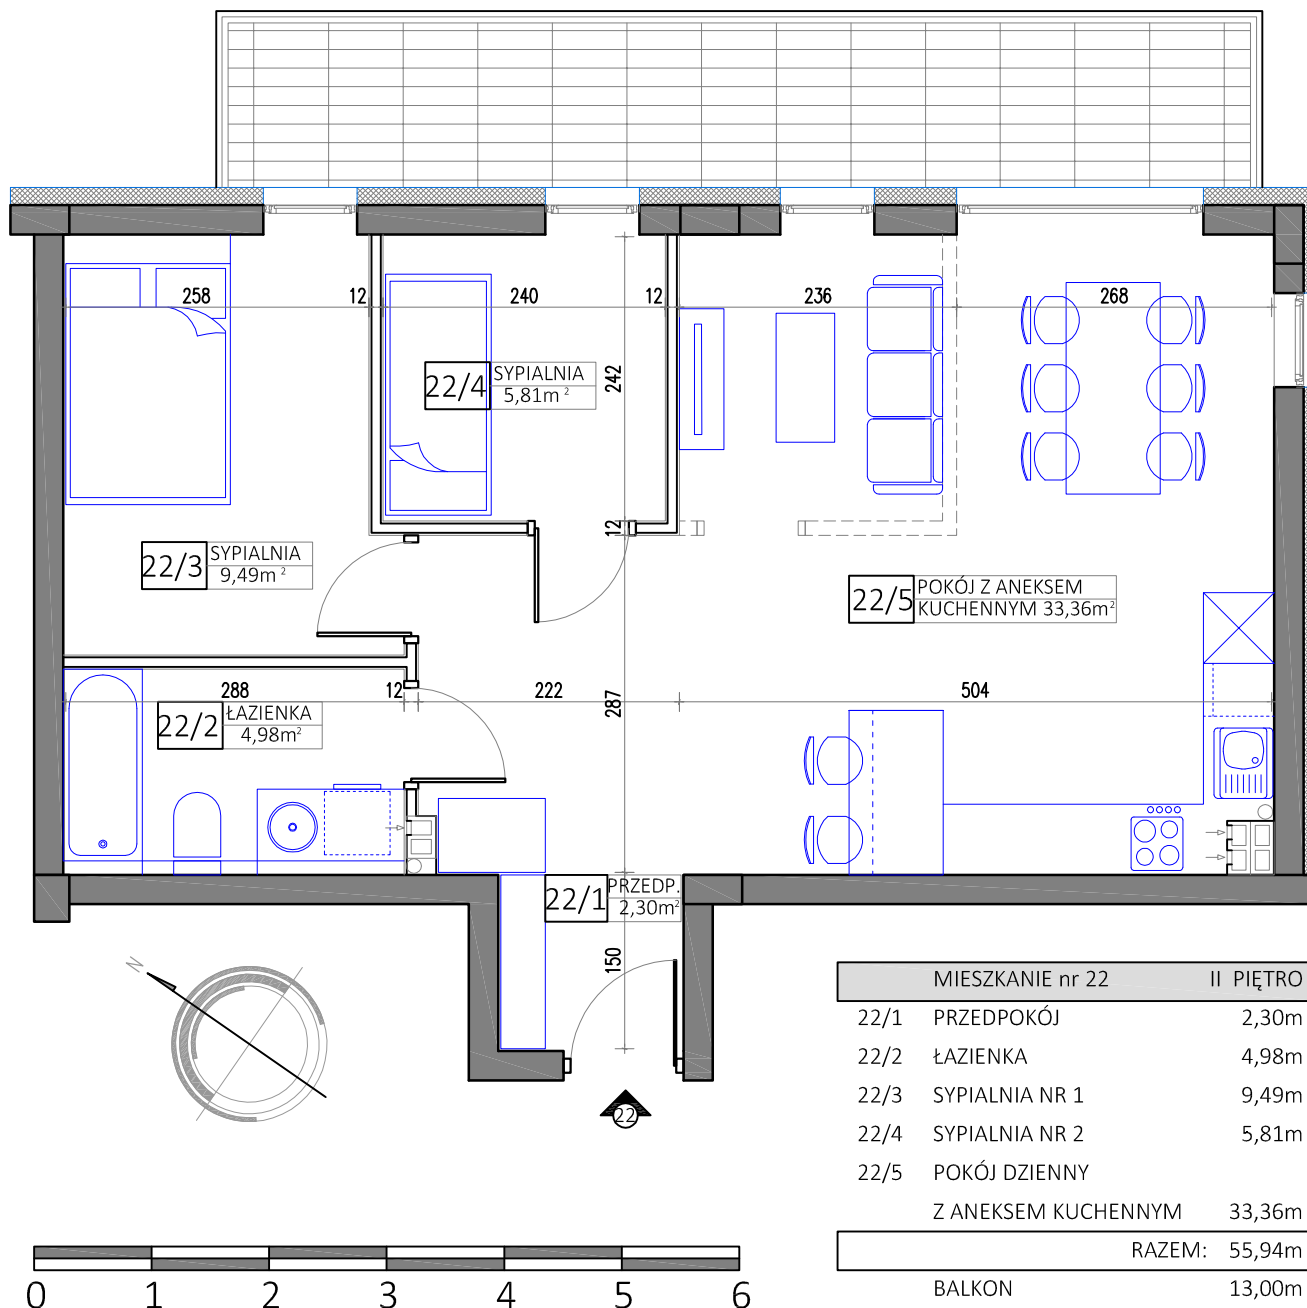 258
12
240
12
236
268
242
22/4
SYPIALNIA
5,81m²
12
22/3
SYPIALNIA
9,49m²
22/5
POKÓJ Z ANEKSEM
KUCHENNYM 33,36m²
288
12
222
287
504
22/2
ŁAZIENKA
4,98m²
22/1
PRZEDP.
2,30m²
150
N
22
MIESZKANIE nr 22 II PIĘTRO
22/1 PRZEDPOKÓJ 2,30m
22/2 ŁAZIENKA 4,98m
22/3 SYPIALNIA NR 1 9,49m
22/4 SYPIALNIA NR 2 5,81m
22/5 POKÓJ DZIENNY
Z ANEKSEM KUCHENNYM 33,36m
RAZEM: 55,94m
BALKON 13,00m
0 1 2 3 4 5 6